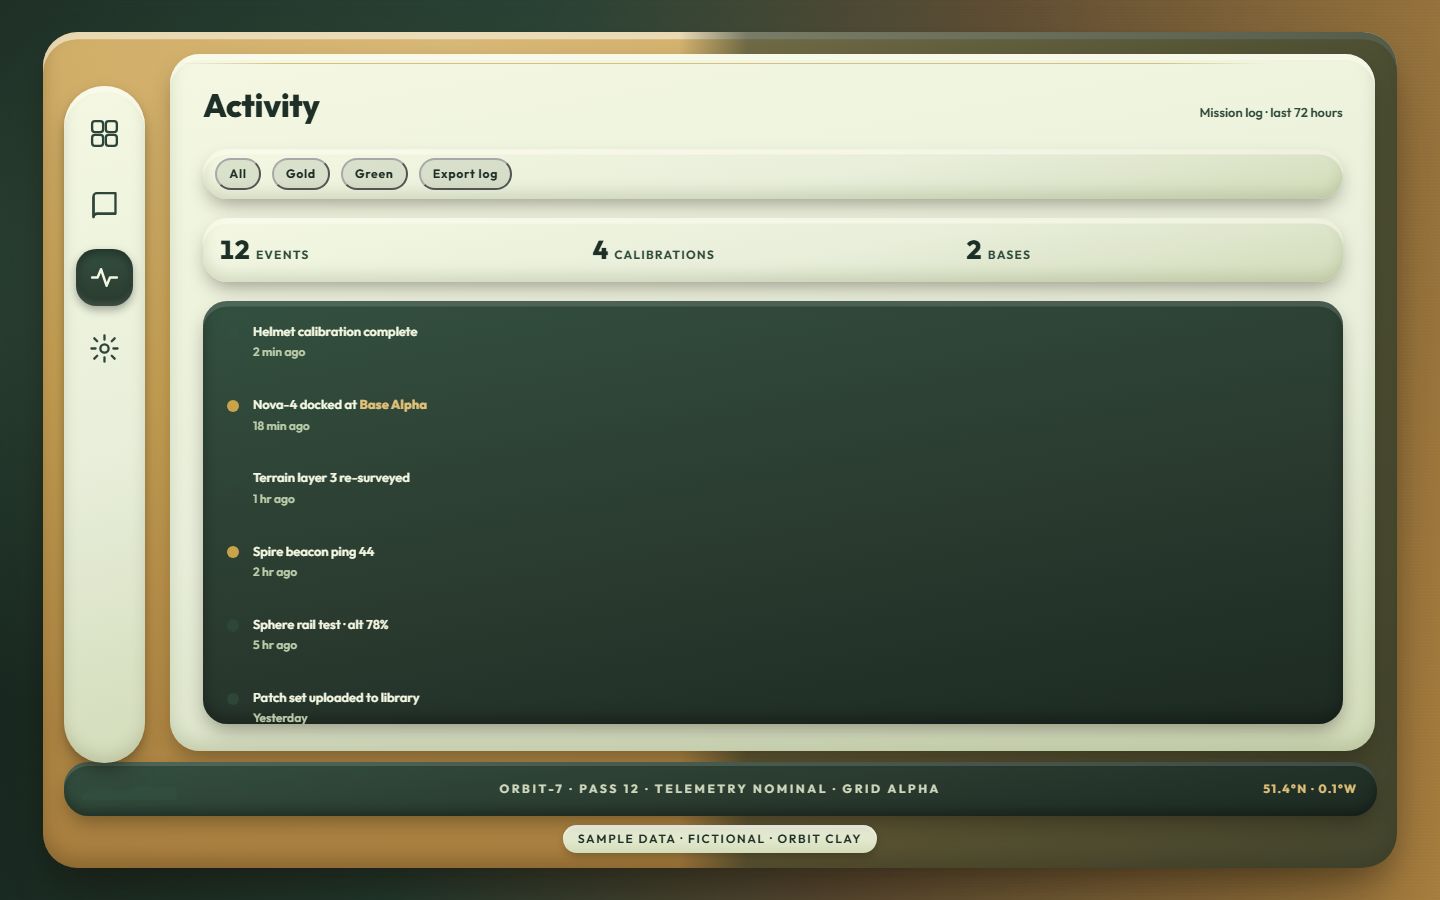 Activity
Mission log · last 72 hours
All
Gold
Green
Export log
12 EVENTS
4 CALIBRATIONS
2 BASES
Helmet calibration complete
2 min ago
Nova-4 docked at Base Alpha
18 min ago
Terrain layer 3 re-surveyed
1 hr ago
Spire beacon ping 44
2 hr ago
Sphere rail test · alt 78%
5 hr ago
Patch set uploaded to library
Yesterday
ORBIT-7 · PASS 12 · TELEMETRY NOMINAL · GRID ALPHA
51.4°N · 0.1°W
SAMPLE DATA · FICTIONAL · ORBIT CLAY